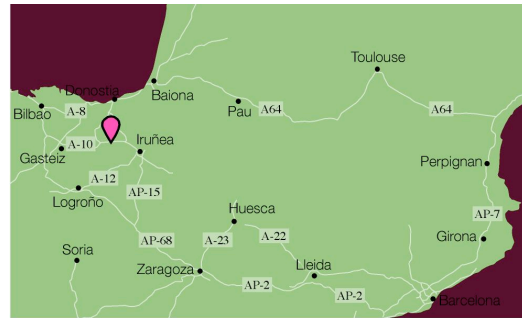 Toulouse
Donostia
Baiona
Bilbao
A-8
Pau
A64
A64
Gasteiz
A-10
Iruñea
Perpignan
A-12
AP-15
Logroño
Huesca
AP-7
Soria
AP-68
A-23
A-22
Girona
Zaragoza
Lleida
AP-2
AP-2
Barcelona